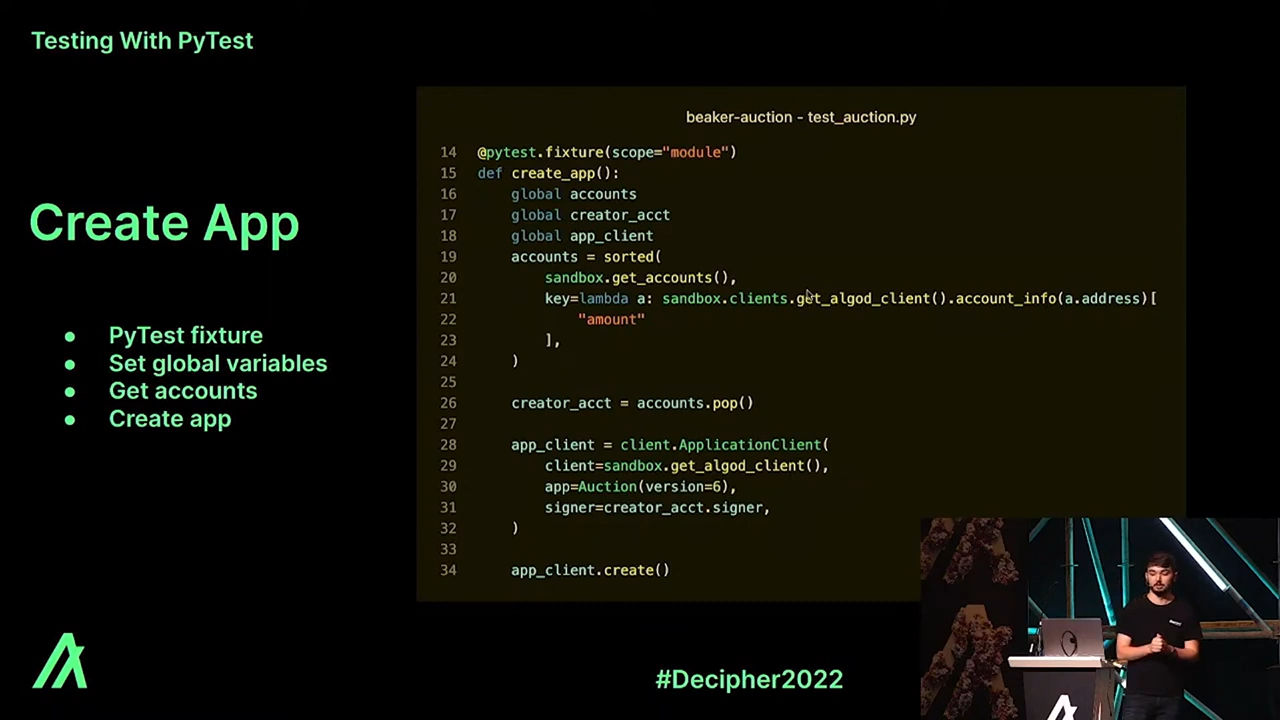 Testing With PyTest
beaker-auction - test_auction.py
Create App
● PyTest fixture
● Set global variables
● Get accounts
● Create app
14 @pytest.fixture(scope="module")
15 def create_app():
16     global accounts
17     global creator_acct
18     global app_client
19     accounts = sorted(
20         sandbox.get_accounts(),
21         key=lambda a: sandbox.clients.get_algod_client().account_info(a.address)[
22             "amount"
23         ],
24     )
25
26     creator_acct = accounts.pop()
27
28     app_client = client.ApplicationClient(
29         client=sandbox.get_algod_client(),
30         app=Auction(version=6),
31         signer=creator_acct.signer,
32     )
33
34     app_client.create()
#Decipher2022